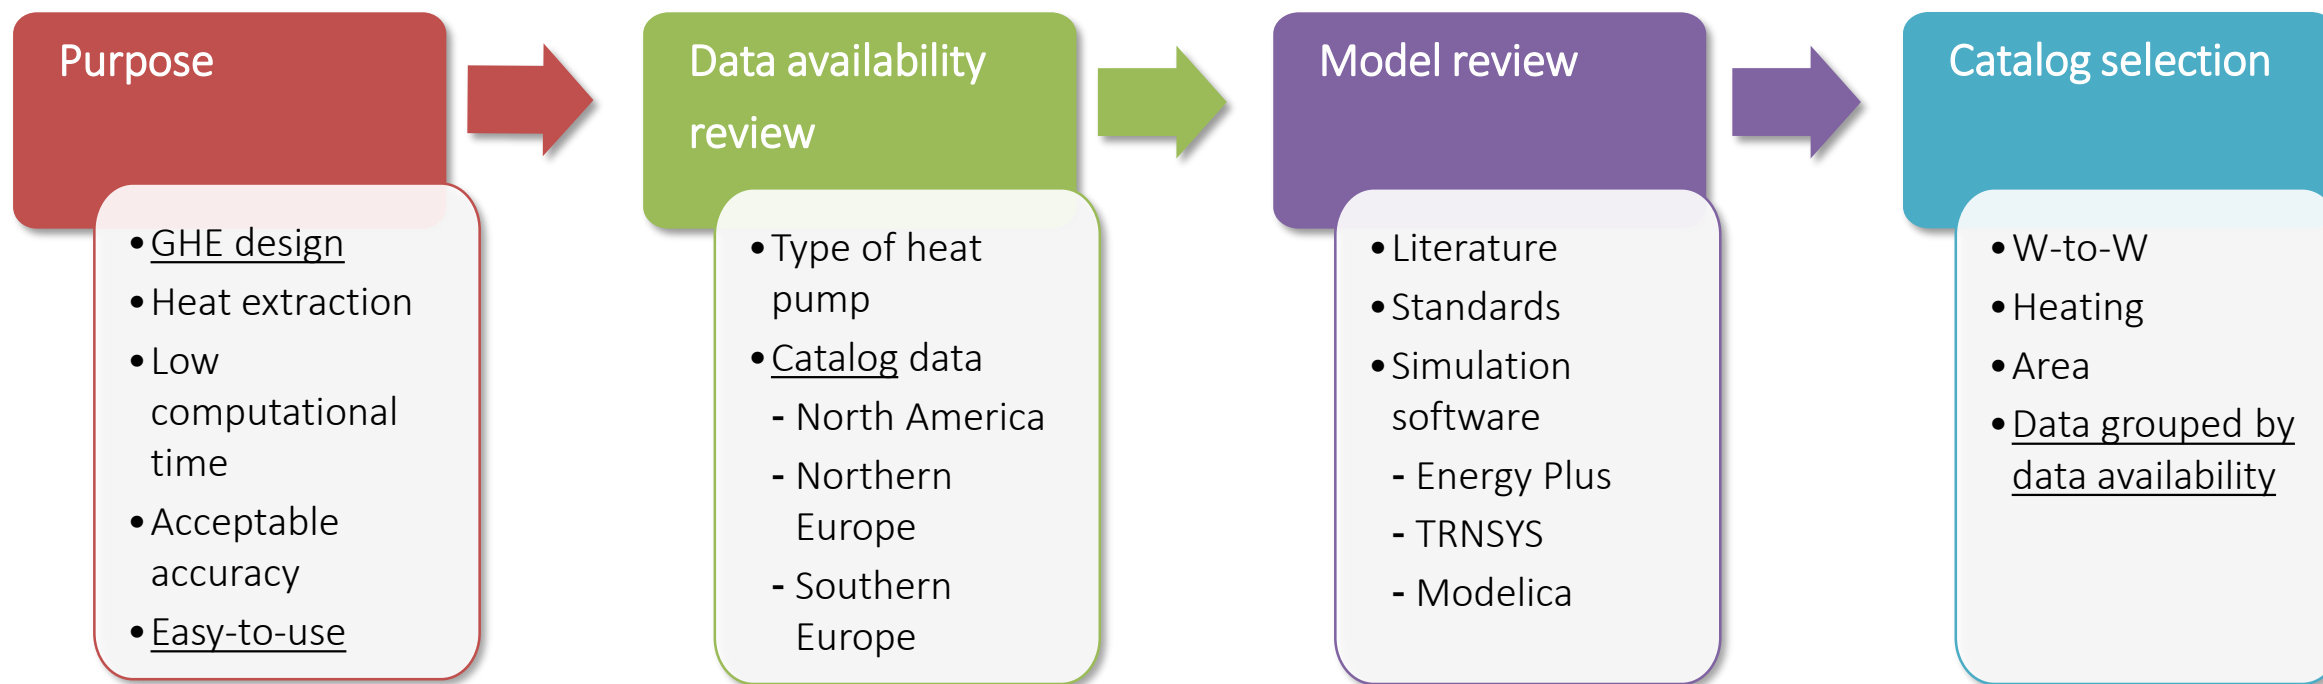 Purpose
• GHE design
• Heat extraction
• Low
computational
time
• Acceptable
accuracy
• Easy-to-use
Data availability
review
• Type of heat
pump
• Catalog data
- North America
- Northern
Europe
- Southern
Europe
Model review
• Literature
• Standards
• Simulation
software
- Energy Plus
- TRNSYS
- Modelica
Catalog selection
• W-to-W
• Heating
• Area
• Data grouped by
data availability